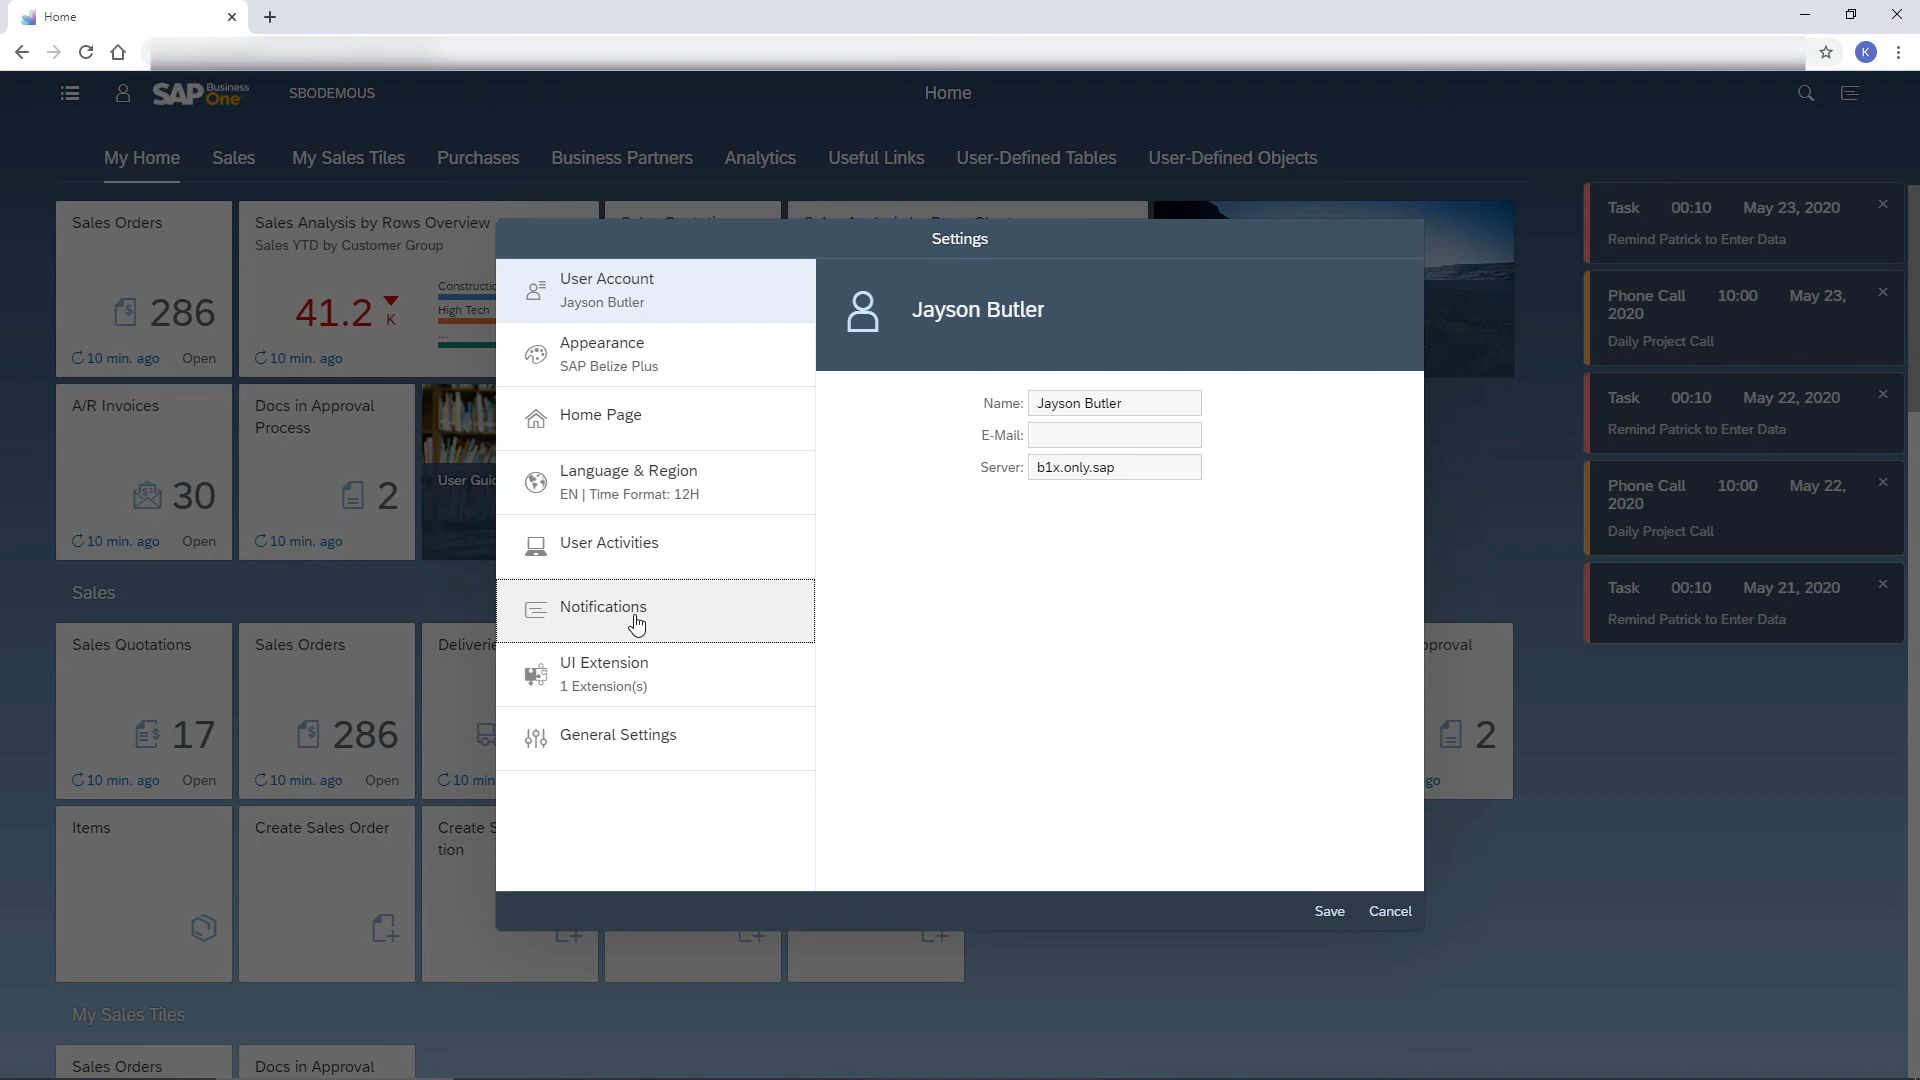 Home
K
SAP Business One
SBODEMOUS
Home
My Home
Sales
My Sales Tiles
Purchases
Business Partners
Analytics
Useful Links
User-Defined Tables
User-Defined Objects
Sales Orders
286
10 min. ago
Open
Sales Analysis by Rows Overview
Sales YTD by Customer Group
41.2
K
High Tech
...
10 min. ago
A/R Invoices
30
10 min. ago
Open
Docs in Approval
Process
2
10 min. ago
Sales
Sales Quotations
17
10 min. ago
Open
Sales Orders
286
10 min. ago
Open
2
Items
Create Sales Order
My Sales Tiles
Sales Orders
Docs in Approval
Settings
User Account
Jayson Butler
Appearance
SAP Belize Plus
Home Page
Language & Region
EN | Time Format: 12H
User Activities
Notifications
UI Extension
1 Extension(s)
General Settings
Jayson Butler
Name: Jayson Butler
E-Mail:
Server: b1x.only.sap
Save
Cancel
Task 00:10 May 23, 2020
Remind Patrick to Enter Data
Phone Call 10:00 May 23,
2020
Daily Project Call
Task 00:10 May 22, 2020
Remind Patrick to Enter Data
Phone Call 10:00 May 22,
2020
Daily Project Call
Task 00:10 May 21, 2020
Remind Patrick to Enter Data